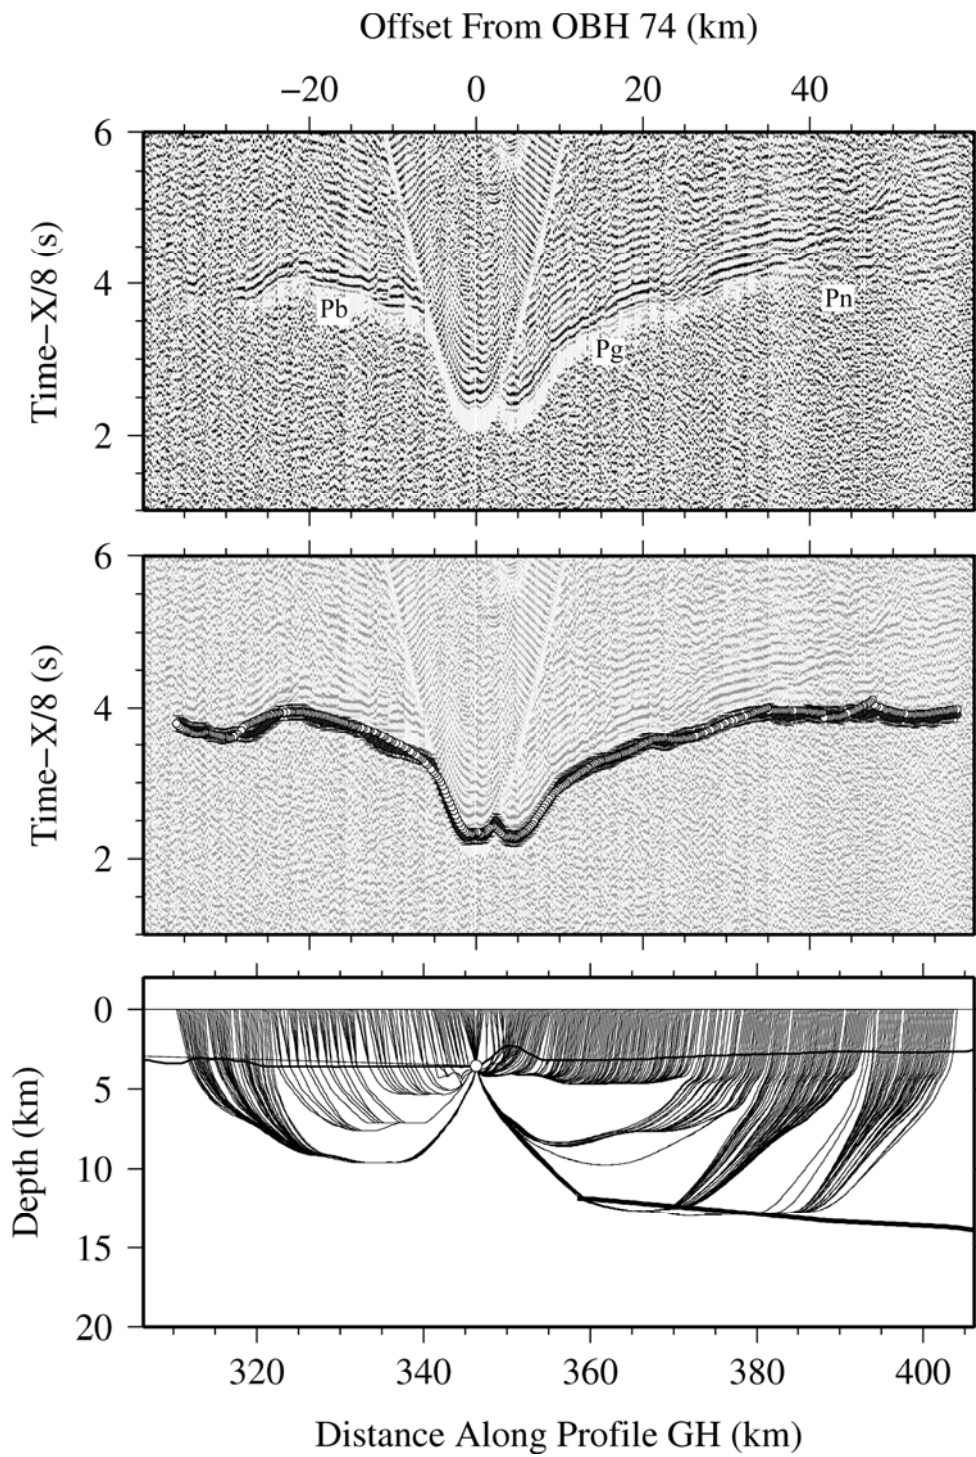 Offset From OBH 74 (km)
−20 0 20 40
6
4
2
Time−X/8 (s)
Pb
Pg
Pn
6
4
2
Time−X/8 (s)
0
5
10
15
20
Depth (km)
320 340 360 380 400
Distance Along Profile GH (km)